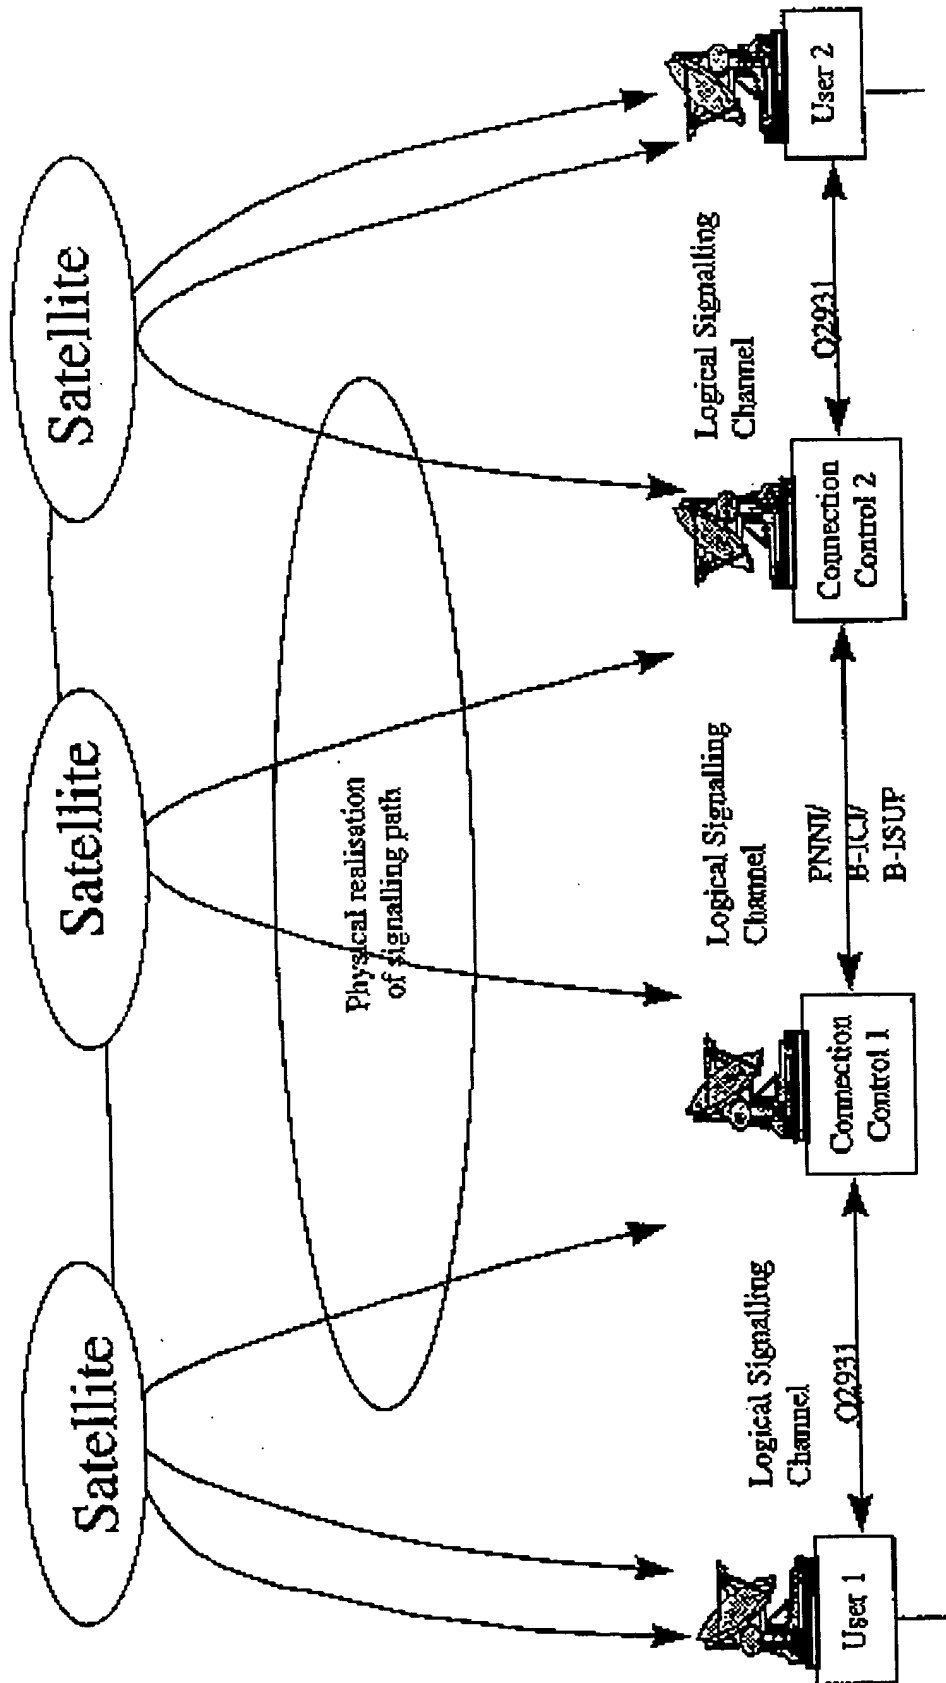 Satellite
Satellite
Satellite
Physical realisation
of signalling path
Logical Signalling
Channel
Logical Signalling
Channel
Logical Signalling
Channel
Q2931
PNNI/
B-ICI/
B-ISUP
Q2931
User 1
Connection
Control 1
Connection
Control 2
User 2